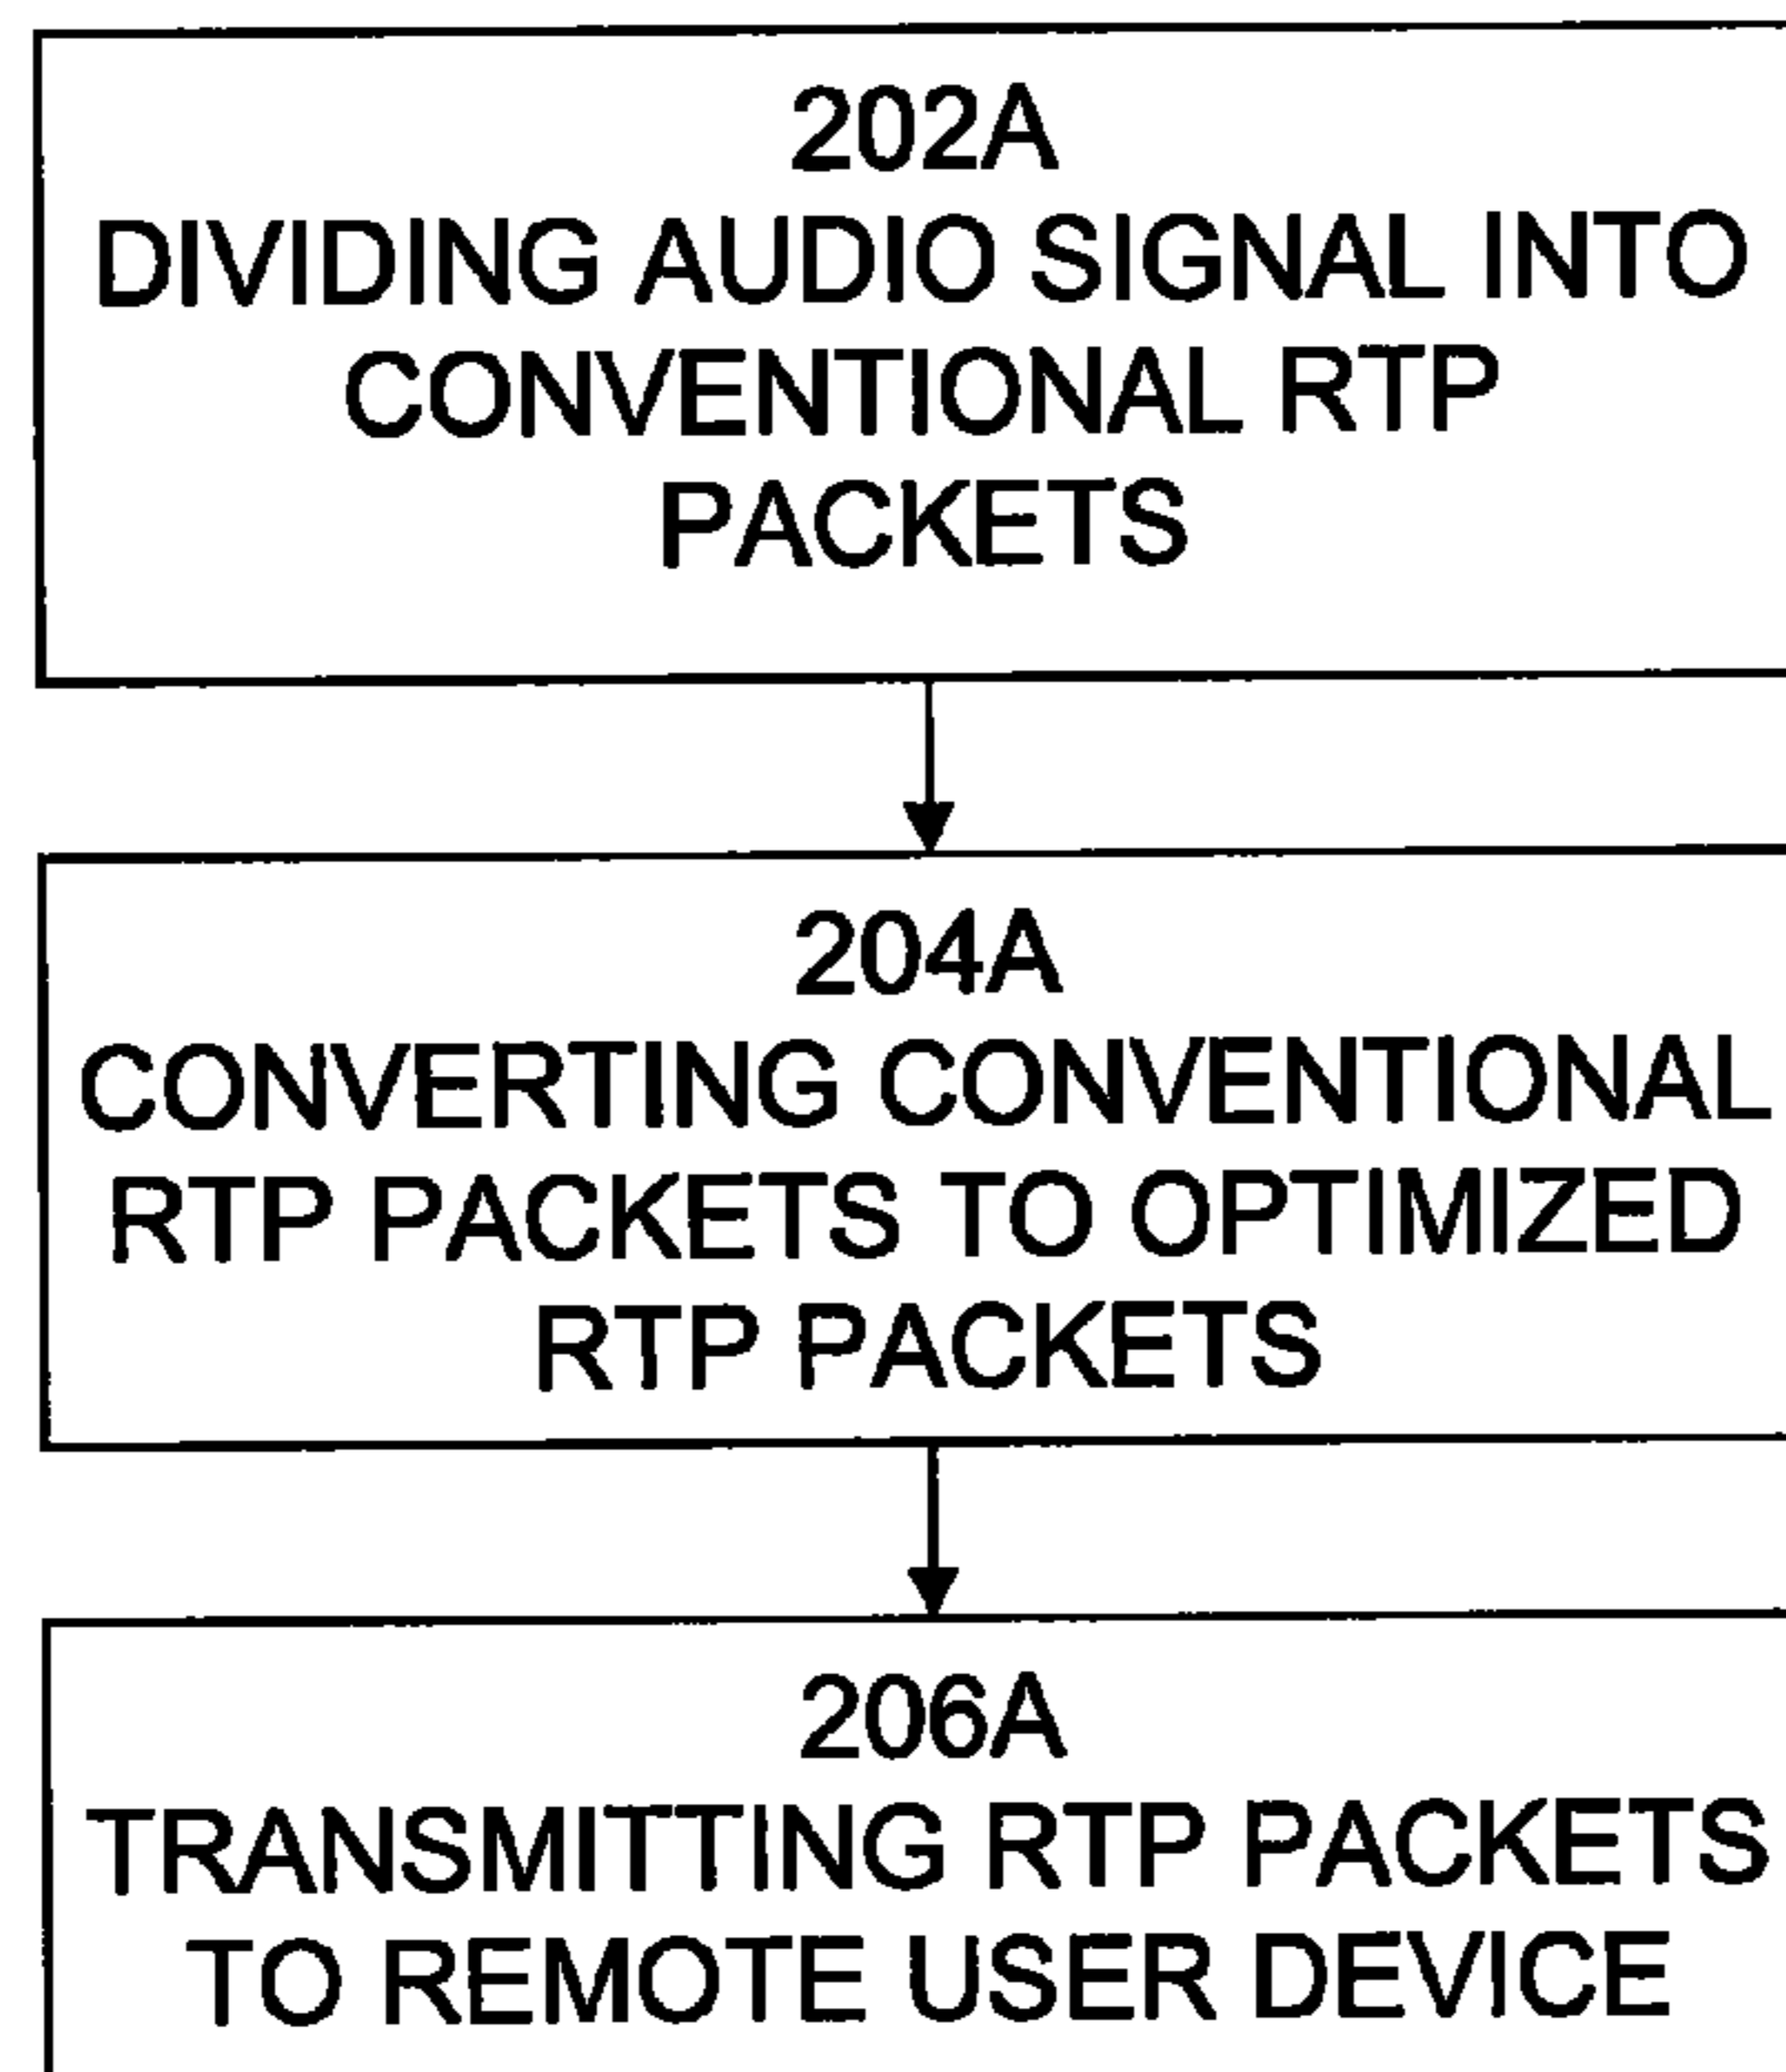 202A
DIVIDING AUDIO SIGNAL INTO
CONVENTIONAL RTP
PACKETS
204A
CONVERTING CONVENTIONAL
RTP PACKETS TO OPTIMIZED
RTP PACKETS
206A
TRANSMITTING RTP PACKETS
TO REMOTE USER DEVICE